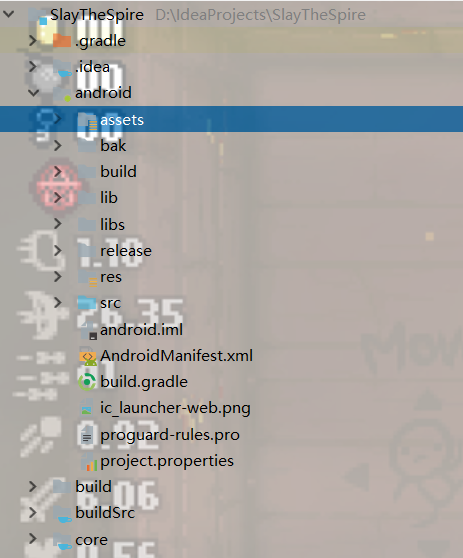 SlayTheSpire D:\IdeaProjects\SlayTheSpire
.gradle
.idea
android
assets
bak
build
lib
libs
release
res
src
android.iml
AndroidManifest.xml
build.gradle
ic_launcher-web.png
proguard-rules.pro
project.properties
build
buildSrc
core